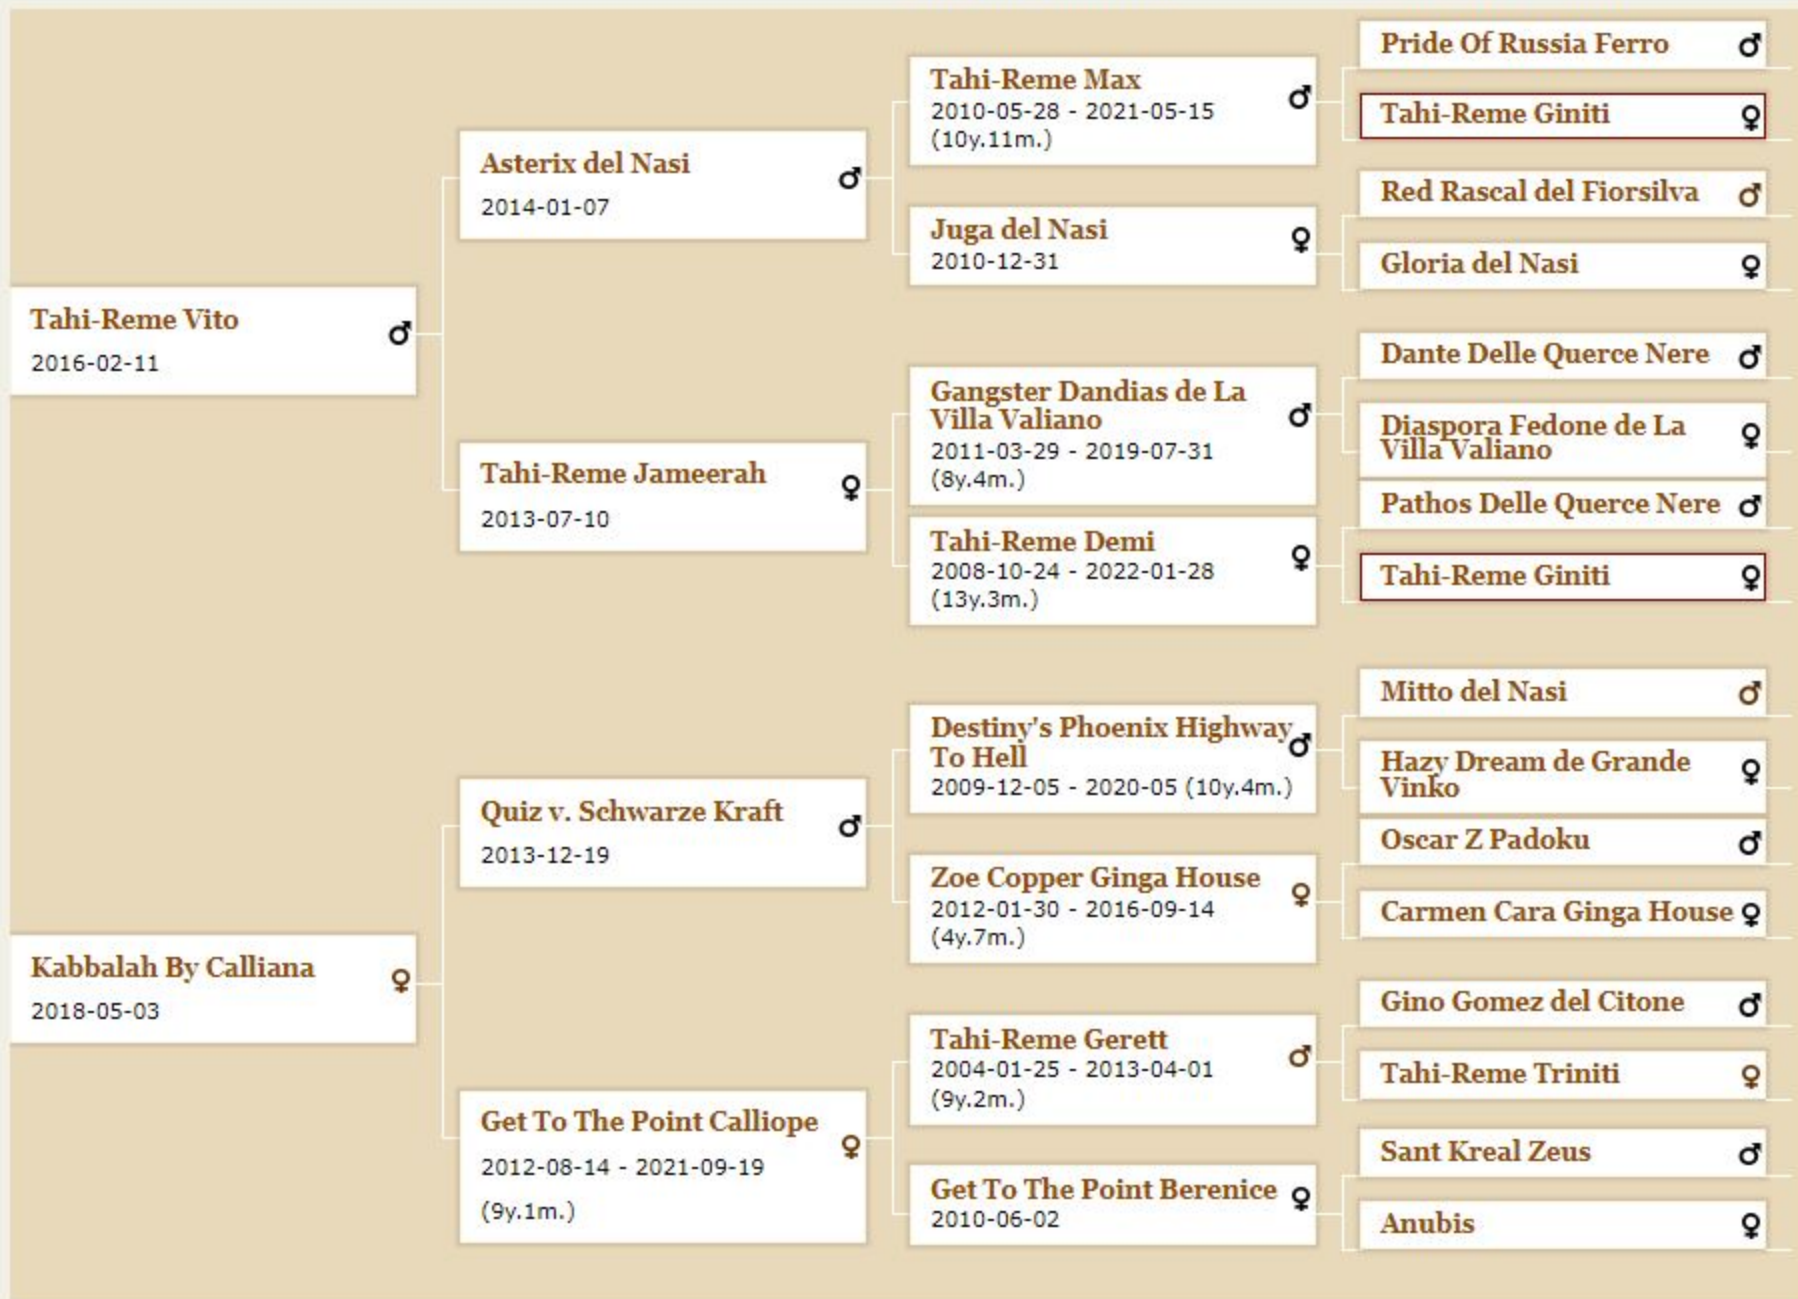 Tahi-Reme Vito
2016-02-11
Kabbalah By Calliana
2018-05-03
Asterix del Nasi
2014-01-07
Tahi-Reme Jameerah
2013-07-10
Quiz v. Schwarze Kraft
2013-12-19
Get To The Point Calliope
2012-08-14 - 2021-09-19
(9y.1m.)
Tahi-Reme Max
2010-05-28 - 2021-05-15
(10y.11m.)
Juga del Nasi
2010-12-31
Gangster Dandias de La
Villa Valiano
2011-03-29 - 2019-07-31
(8y.4m.)
Tahi-Reme Demi
2008-10-24 - 2022-01-28
(13y.3m.)
Destiny's Phoenix Highway
To Hell
2009-12-05 - 2020-05 (10y.4m.)
Zoe Copper Ginga House
2012-01-30 - 2016-09-14
(4y.7m.)
Tahi-Reme Gerett
2004-01-25 - 2013-04-01
(9y.2m.)
Get To The Point Berenice
2010-06-02
Pride Of Russia Ferro
Tahi-Reme Giniti
Red Rascal del Fiorsilva
Gloria del Nasi
Dante Delle Querce Nere
Diaspora Fedone de La
Villa Valiano
Pathos Delle Querce Nere
Tahi-Reme Giniti
Mitto del Nasi
Hazy Dream de Grande
Vinko
Oscar Z Padoku
Carmen Cara Ginga House
Gino Gomez del Citone
Tahi-Reme Triniti
Sant Kreal Zeus
Anubis